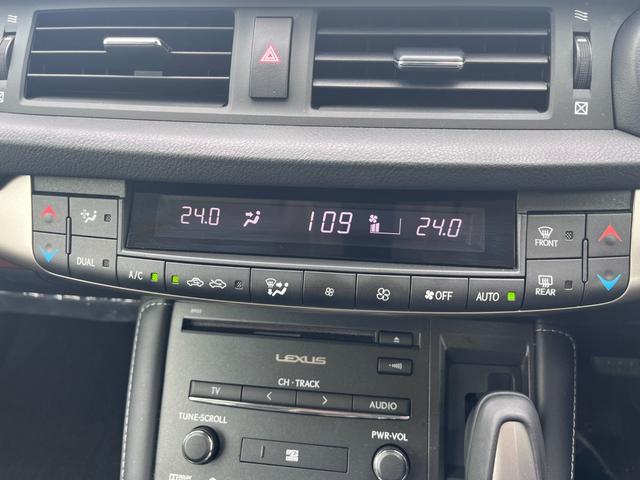 24.0 109 24.0
FRONT
DUAL
A/C OFF AUTO REAR
LEXUS
CH · TRACK
TV AUDIO
TUNE·SCROLL
PWR·VOL